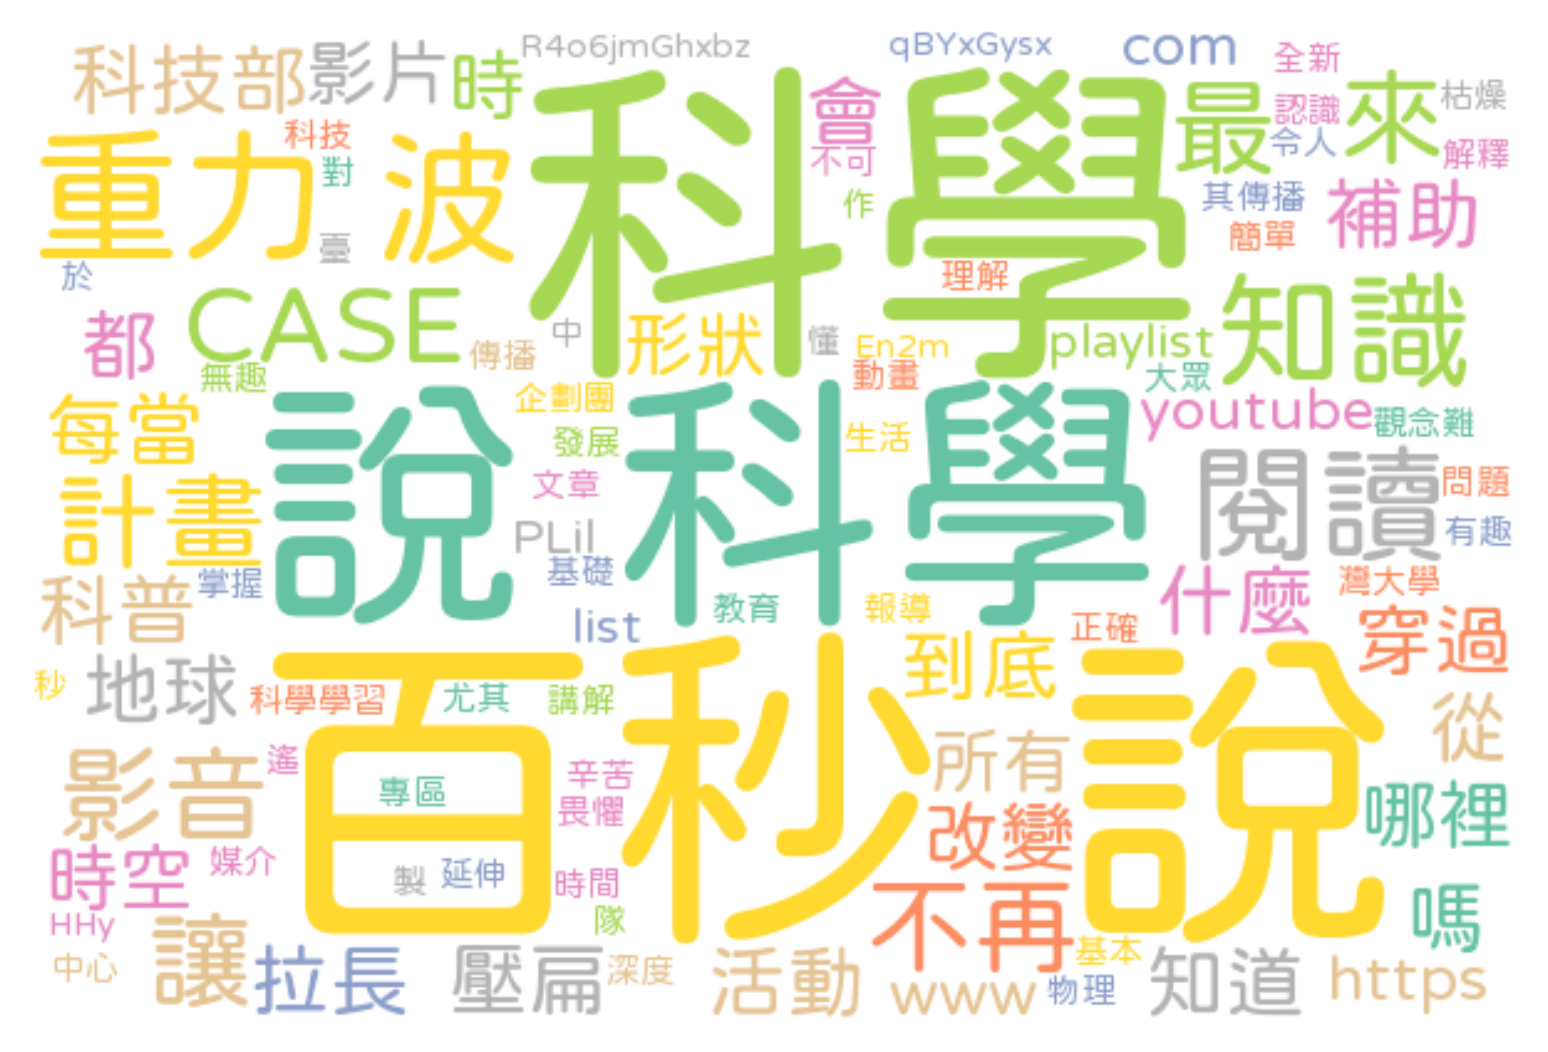 科技部 影片 時 R4o6jmGhxbz qBYxGysx com 全新
科學 會 最 認識 來 枯燥
重力波 科技 對 不可 令人 解釋
作 其傳播 補助
臺 簡單
於 理解
CASE 都 傳播 中 形狀 懂 En2m playlist 知識
無趣 動畫 大眾
每當 企劃團 youtube 觀念難
說科學 發展 生活
計畫 文章 閱讀 問題
PLil 有趣
科普 掌握 基礎 什麼 灣大學
list 教育 報導 正確 穿過
秒 地球 科學學習 尤其 講解 到底
百秒說 從
影音 遙 專區 辛苦 所有 哪裡
畏懼 改變
時空 媒介 製 延伸 時間 不再
HHy 隊 嗎
中心 讓 拉長 壓扁 深度 活動 www 基本 物理 知道 https